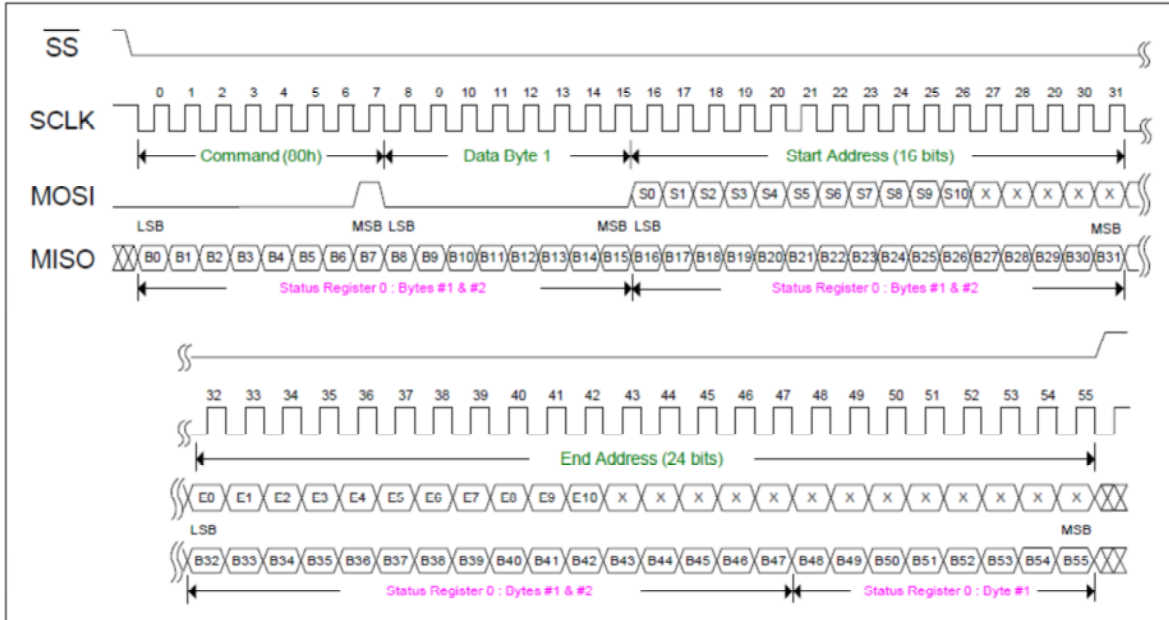 SS
0 1 2 3 4 5 6 7 8 9 10 11 12 13 14 15 16 17 18 19 20 21 22 23 24 25 26 27 28 29 30 31
SCLK
Command (80h) Data Byte 1 Start Address (16 bits)
MOSI S0 S1 S2 S3 S4 S5 S6 S7 S8 S9 S10 X X X X X
LSB MSB LSB MSB LSB MSB
MISO B0 B1 B2 B3 B4 B5 B6 B7 B8 B9 B10 B11 B12 B13 B14 B15 B16 B17 B18 B19 B20 B21 B22 B23 B24 B25 B26 B27 B28 B29 B30 B31
Status Register 0 : Bytes #1 & #2 Status Register 0 : Bytes #1 & #2
32 33 34 35 36 37 38 39 40 41 42 43 44 45 46 47 48 49 50 51 52 53 54 55
End Address (24 bits)
E0 E1 E2 E3 E4 E5 E6 E7 E8 E9 E10 X X X X X X X X X X X X X
LSB MSB
B32 B33 B34 B35 B36 B37 B38 B39 B40 B41 B42 B43 B44 B45 B46 B47 B48 B49 B50 B51 B52 B53 B54 B55
Status Register 0 : Bytes #1 & #2 Status Register 0 : Byte #1